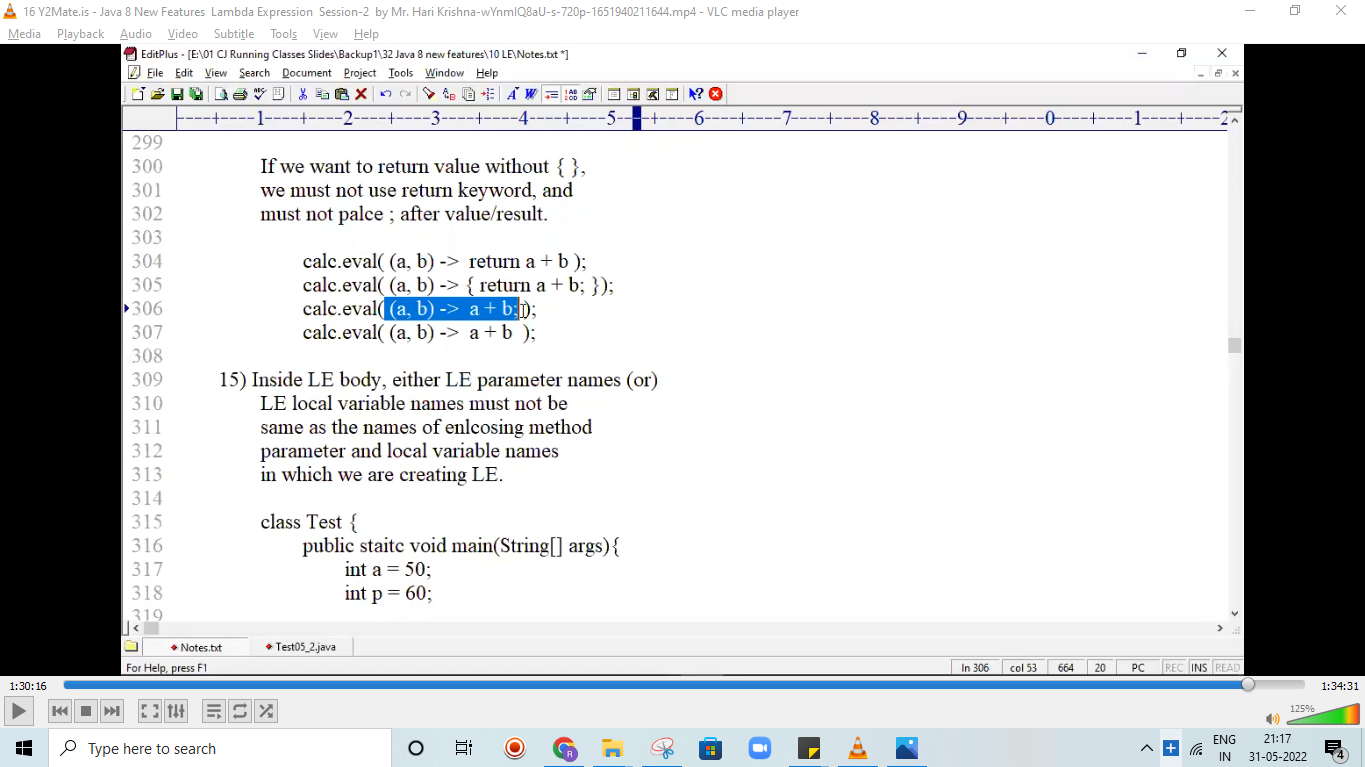 16 Y2Mate.is - Java 8 New Features Lambda Expression Session-2 by Mr. Hari Krishna-wYnmlQ8aU-s-720p-1651940211644.mp4 - VLC media player
Media Playback Audio Video Subtitle Tools View Help
EditPlus - [E:\01 CJ Running Classes Slides\Backup1\32 Java 8 new features\10 LE\Notes.txt *]
File Edit View Search Document Project Tools Window Help
----+----1----+----2----+----3----+----4----+----5----+----6----+----7----+----8----+----9----+----0----+----1----+----2
299
300 If we want to return value without { },
301 we must not use return keyword, and
302 must not palce ; after value/result.
303
304 calc.eval( (a, b) -> return a + b );
305 calc.eval( (a, b) -> { return a + b; });
306 calc.eval( (a, b) -> a + b; );
307 calc.eval( (a, b) -> a + b );
308
309 15) Inside LE body, either LE parameter names (or)
310 LE local variable names must not be
311 same as the names of enlcosing method
312 parameter and local variable names
313 in which we are creating LE.
314
315 class Test {
316 public staitc void main(String[] args){
317 int a = 50;
318 int p = 60;
319
Notes.txt Test05_2.java
For Help, press F1 ln 306 col 53 664 20 PC REC INS READ
1:30:16 1:34:31
125%
Type here to search
ENG 21:17
IN 31-05-2022 4